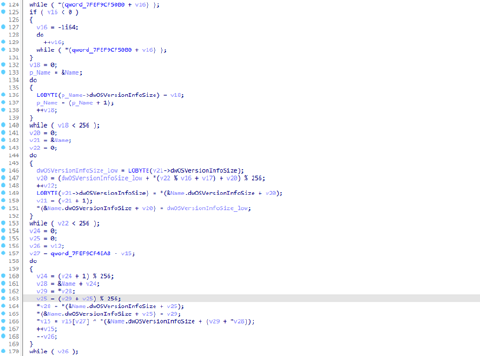 124 while ( *(qword_7FEF9CF50B0 + v16) );
125 if ( v15 < 0 )
126 {
127 v16 = -1i64;
128 do
129 ++v16;
130 while ( *(qword_7FEF9CF50B0 + v16) );
131 }
132 v18 = 0;
133 p_Name = &Name;
134 do
135 {
136 LOBYTE(p_Name->dwOSVersionInfoSize) = v18;
137 p_Name = (p_Name + 1);
138 ++v18;
139 }
140 while ( v18 < 256 );
141 v20 = 0;
142 v21 = &Name;
143 v22 = 0;
144 do
145 {
146 dwOSVersionInfoSize_low = LOBYTE(v21->dwOSVersionInfoSize);
147 v20 = (dwOSVersionInfoSize_low + *(v22 % v16 + v17) + v20) % 256;
148 ++v22;
149 LOBYTE(v21->dwOSVersionInfoSize) = *(&Name.dwOSVersionInfoSize + v20);
150 v21 = (v21 + 1);
151 *(&Name.dwOSVersionInfoSize + v20) = dwOSVersionInfoSize_low;
152 }
153 while ( v22 < 256 );
154 v24 = 0;
155 v25 = 0;
156 v26 = v12;
157 v27 = qword_7FEF9CF41A8 - v15;
158 do
159 {
160 v24 = (v24 + 1) % 256;
161 v28 = &Name + v24;
162 v29 = *v28;
163 v25 = (v29 + v25) % 256;
164 *v28 = *(&Name.dwOSVersionInfoSize + v25);
165 *(&Name.dwOSVersionInfoSize + v25) = v29;
166 *v15 = v15[v27] ^ *(&Name.dwOSVersionInfoSize + (v29 + *v28));
167 ++v15;
168 --v26;
169 }
170 while ( v26 );